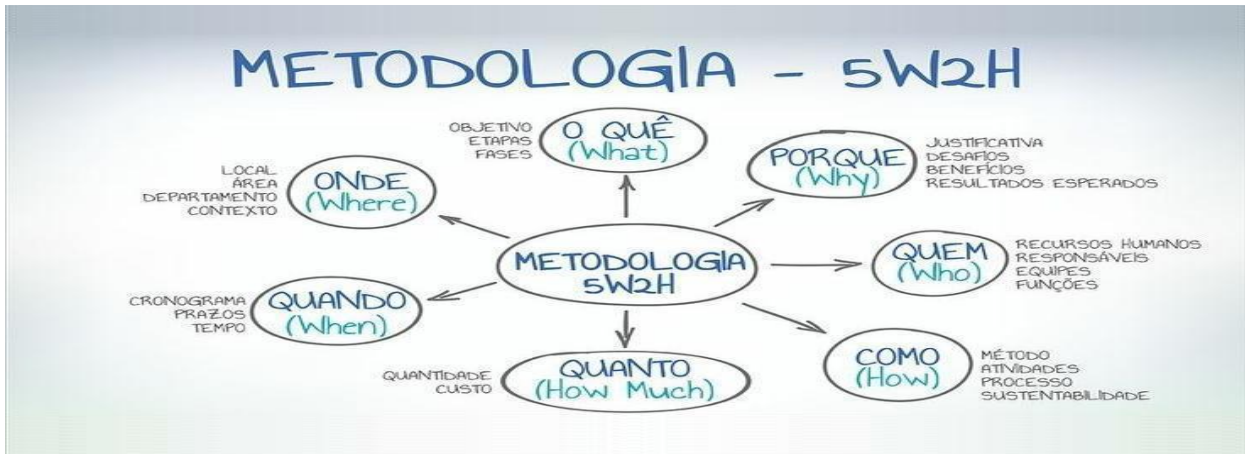 METODOLOGIA - 5W2H
OBJETIVO
ETAPAS
FASES
O QUÊ
(What)
PORQUE
(Why)
JUSTIFICATIVA
DESAFIOS
BENEFÍCIOS
RESULTADOS ESPERADOS
LOCAL
ÁREA
DEPARTAMENTO
CONTEXTO
ONDE
(Where)
METODOLOGIA
5W2H
QUEM
(Who)
RECURSOS HUMANOS
RESPONSÁVEIS
EQUIPES
FUNÇÕES
CRONOGRAMA
PRAZOS
TEMPO
QUANDO
(When)
QUANTIDADE
CUSTO
QUANTO
(How Much)
COMO
(How)
MÉTODO
ATIVIDADES
PROCESSO
SUSTENTABILIDADE